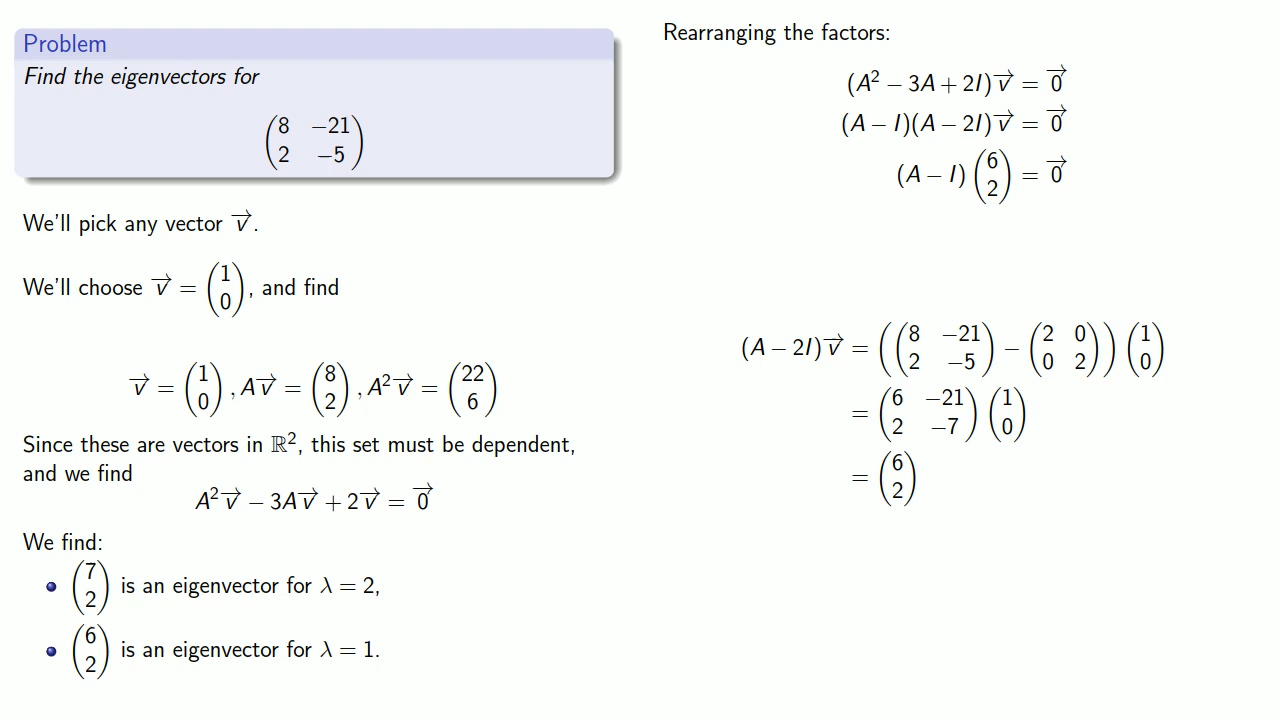 Problem
Find the eigenvectors for
(8 −21
2 −5)
We'll pick any vector v⃗.
We'll choose v⃗ = (1 0), and find
v⃗ = (1 0), Av⃗ = (8 2), A²v⃗ = (22 6)
Since these are vectors in ℝ², this set must be dependent,
and we find
A²v⃗ − 3Av⃗ + 2v⃗ = 0⃗
We find:
(7 2) is an eigenvector for λ = 2,
(6 2) is an eigenvector for λ = 1.
Rearranging the factors:
(A² − 3A + 2I)v⃗ = 0⃗
(A − I)(A − 2I)v⃗ = 0⃗
(A − I)(6 2) = 0⃗
(A − 2I)v⃗ = ((8 −21 2 −5) − (2 0 0 2))(1 0)
= (6 −21 2 −7)(1 0)
= (6 2)